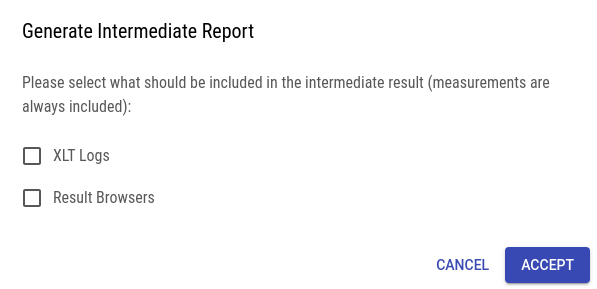 Generate Intermediate Report
Please select what should be included in the intermediate result (measurements are
always included):
XLT Logs
Result Browsers
CANCEL ACCEPT